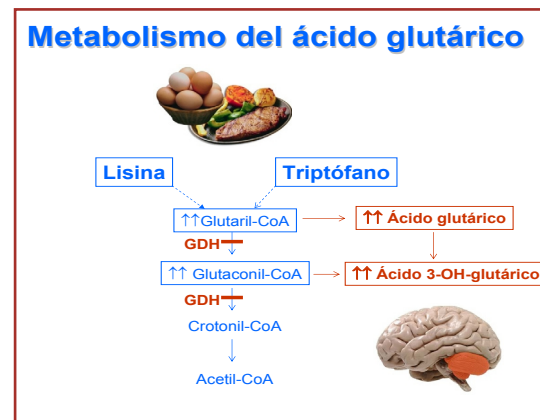 Metabolismo del ácido glutárico
Lisina
Triptófano
↑↑Glutaril-CoA
↑↑ Ácido glutárico
GDH
↑↑ Glutaconil-CoA
↑↑ Ácido 3-OH-glutárico
GDH
Crotonil-CoA
Acetil-CoA